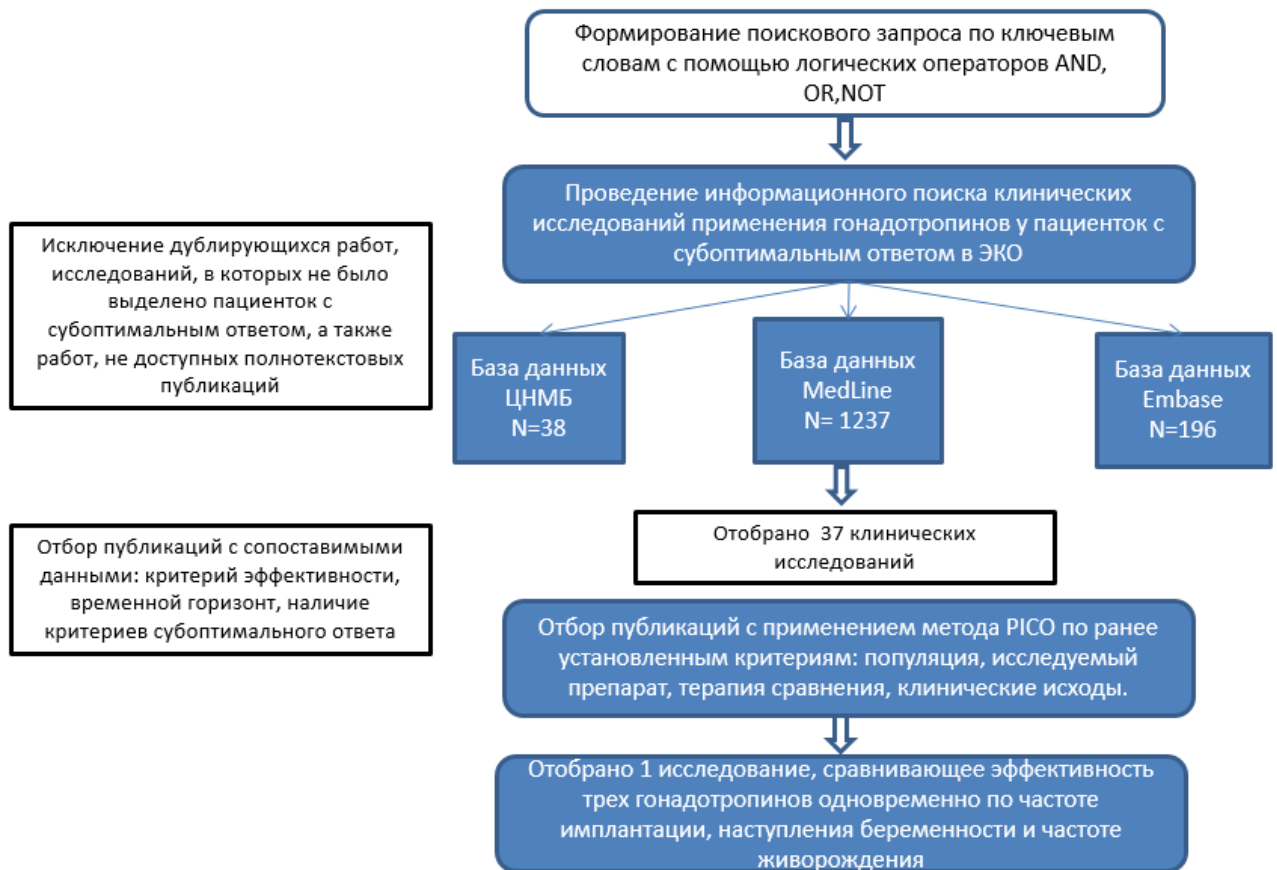 Формирование поискового запроса по ключевым
словам с помощью логических операторов AND,
OR,NOT
Проведение информационного поиска клинических
исследований применения гонадотропинов у пациенток с
субоптимальным ответом в ЭКО
Исключение дублирующихся работ,
исследований, в которых не было
выделено пациенток с
субоптимальным ответом, а также
работ, не доступных полнотекстовых
публикаций
База данных
ЦНМБ
N=38
База данных
MedLine
N= 1237
База данных
Embase
N=196
Отобрано 37 клинических
исследований
Отбор публикаций с сопоставимыми
данными: критерий эффективности,
временной горизонт, наличие
критериев субоптимального ответа
Отбор публикаций с применением метода PICO по ранее
установленным критериям: популяция, исследуемый
препарат, терапия сравнения, клинические исходы.
Отобрано 1 исследование, сравнивающее эффективность
трех гонадотропинов одновременно по частоте
имплантации, наступления беременности и частоте
живорождения